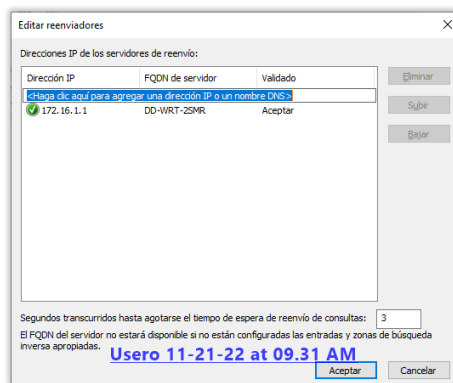 Editar reenviadores
Direcciones IP de los servidores de reenvío:
Dirección IP FQDN de servidor Validado
<Haga clic aquí para agregar una dirección IP o un nombre DNS>
172.16.1.1 DD-WRT-2SMR Aceptar
Eliminar
Subir
Bajar
Segundos transcurridos hasta agotarse el tiempo de espera de reenvío de consultas: 3
El FQDN del servidor no estará disponible si no están configuradas las entradas y zonas de búsqueda
inversa apropiadas.
Usero 11-21-22 at 09.31 AM
Aceptar Cancelar